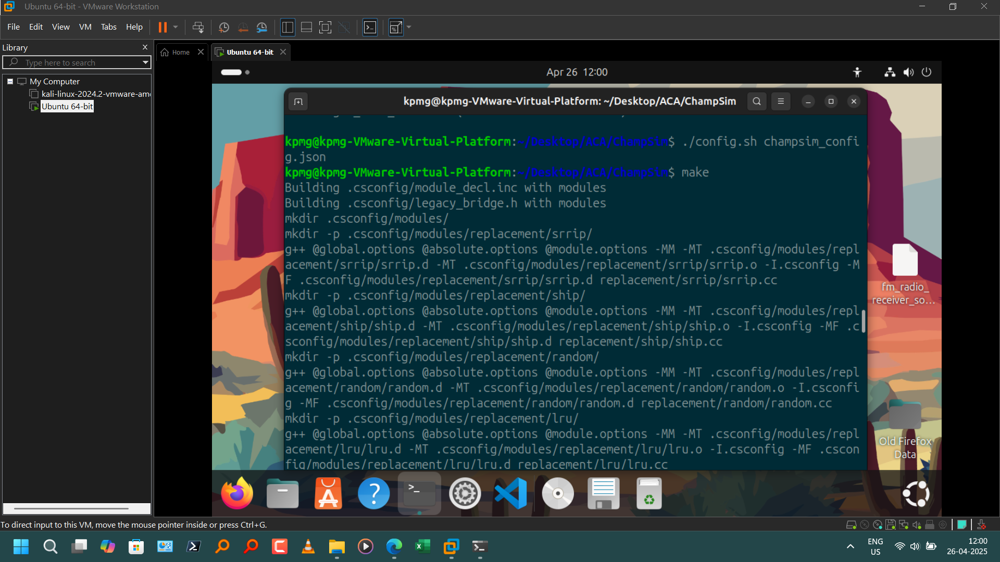 Ubuntu 64-bit - VMware Workstation
File Edit View VM Tabs Help
Library
Type here to search
My Computer
kali-linux-2024.2-vmware-am
Ubuntu 64-bit
Home
Ubuntu 64-bit
Apr 26 12:00
kpmg@kpmg-VMware-Virtual-Platform: ~/Desktop/ACA/ChampSim
kpmg@kpmg-VMware-Virtual-Platform:~/Desktop/ACA/ChampSim$ ./config.sh champsim_confi
g.json
kpmg@kpmg-VMware-Virtual-Platform:~/Desktop/ACA/ChampSim$ make
Building .csconfig/module_decl.inc with modules
Building .csconfig/legacy_bridge.h with modules
mkdir .csconfig/modules/
mkdir -p .csconfig/modules/replacement/srrip/
g++ @global.options @absolute.options @module.options -MM -MT .csconfig/modules/repl
acement/srrip/srrip.d -MT .csconfig/modules/replacement/srrip/srrip.o -I.csconfig -M
F .csconfig/modules/replacement/srrip/srrip.d replacement/srrip/srrip.cc
mkdir -p .csconfig/modules/replacement/ship/
g++ @global.options @absolute.options @module.options -MM -MT .csconfig/modules/repl
acement/ship/ship.d -MT .csconfig/modules/replacement/ship/ship.o -I.csconfig -MF .c
sconfig/modules/replacement/ship/ship.d replacement/ship/ship.cc
mkdir -p .csconfig/modules/replacement/random/
g++ @global.options @absolute.options @module.options -MM -MT .csconfig/modules/repl
acement/random/random.d -MT .csconfig/modules/replacement/random/random.o -I.csconfi
g -MF .csconfig/modules/replacement/random/random.d replacement/random/random.cc
mkdir -p .csconfig/modules/replacement/lru/
g++ @global.options @absolute.options @module.options -MM -MT .csconfig/modules/repl
acement/lru/lru.d -MT .csconfig/modules/replacement/lru/lru.o -I.csconfig -MF .cscon
fig/modules/replacement/lru/lru.d replacement/lru/lru.cc
fm_radio_
receiver_so...
Old Firefox
Data
To direct input to this VM, move the mouse pointer inside or press Ctrl+G.
ENG
US
12:00
26-04-2025